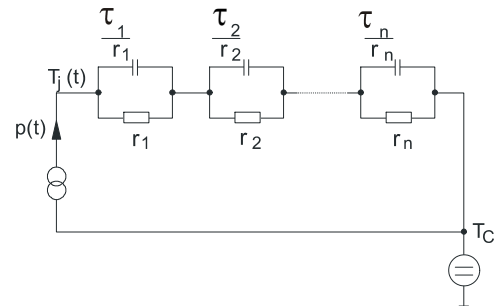 τ1 τ2 τn
r1 r2 rn
Tj(t)
p(t)
r1 r2 rn
TC